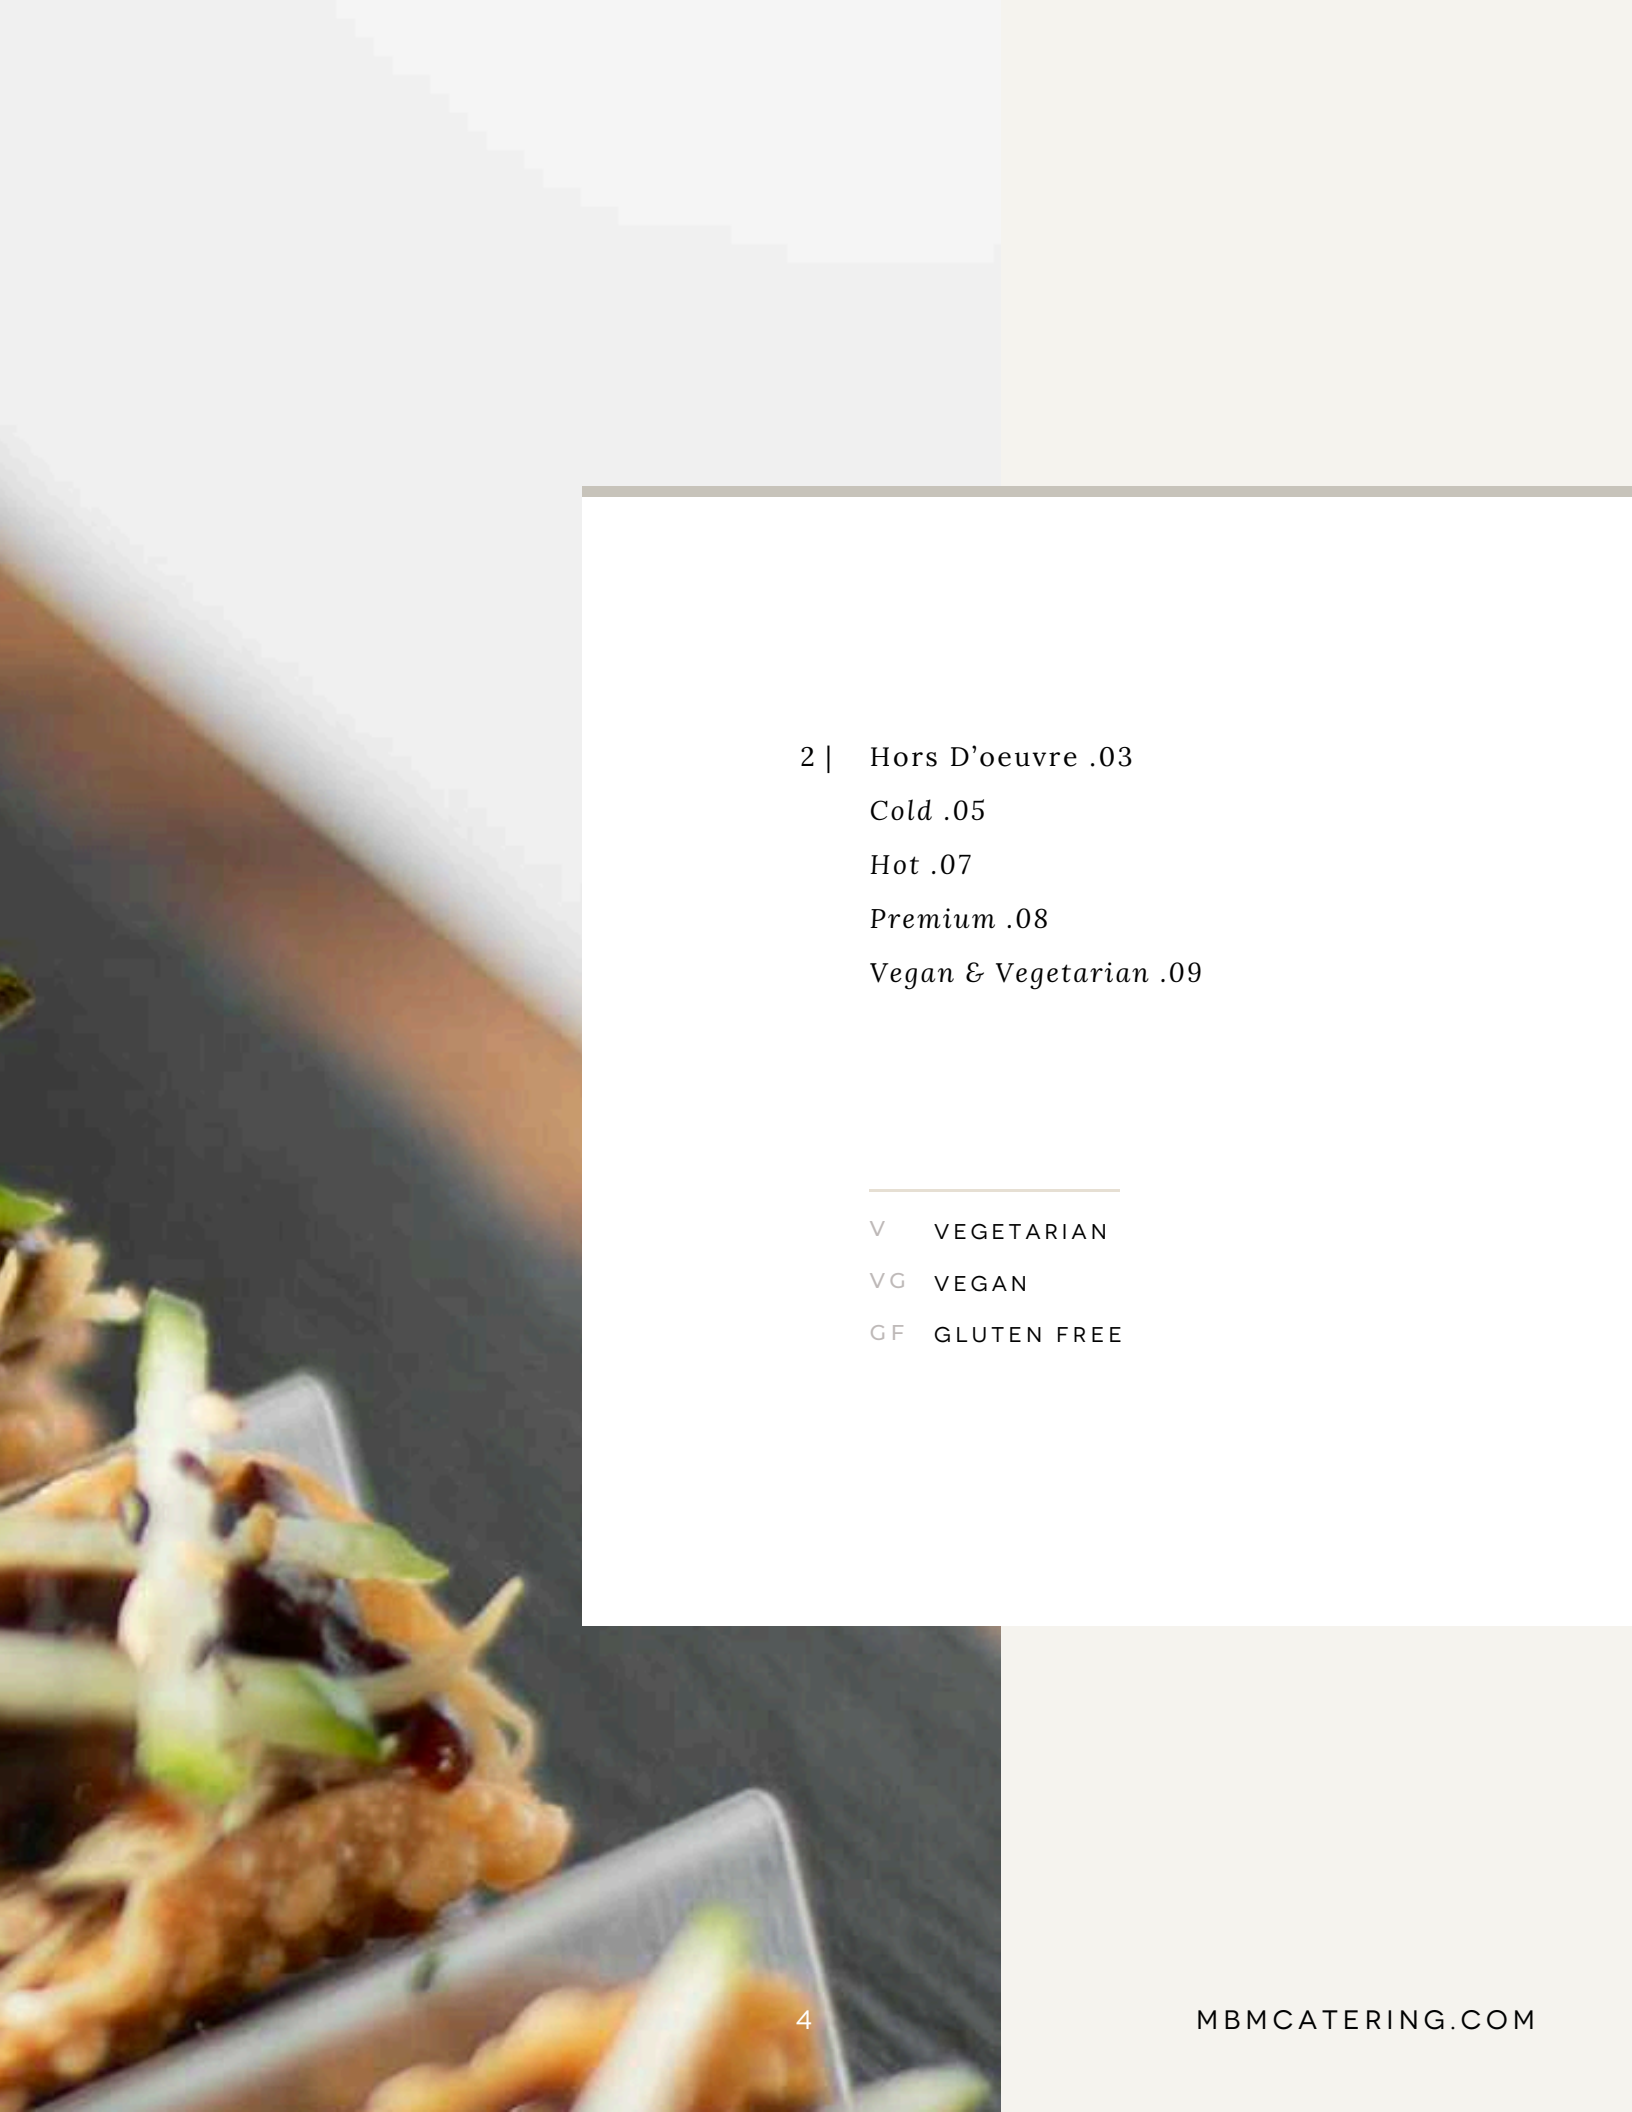 2 | Hors D’oeuvre .03
Cold .05
Hot .07
Premium .08
Vegan & Vegetarian .09
V VEGETARIAN
VG VEGAN
GF GLUTEN FREE
4
MBMCATERING.COM